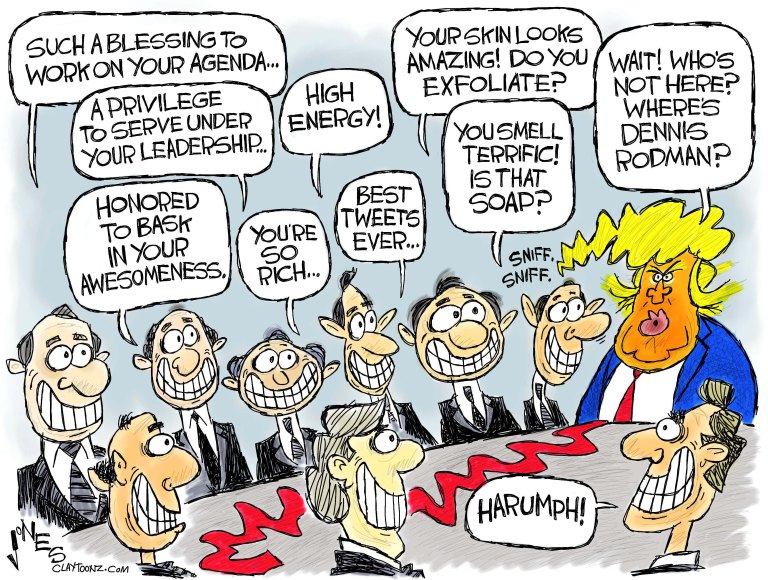 SUCH A BLESSING TO
WORK ON YOUR AGENDA...
A PRIVILEGE
TO SERVE UNDER
YOUR LEADERSHIP...
HIGH
ENERGY!
YOUR SKIN LOOKS
AMAZING! DO YOU
EXFOLIATE?
WAIT! WHO'S
NOT HERE?
WHERE'S
DENNIS
RODMAN?
HONORED
TO BASK
IN YOUR
AWESOMENESS.
YOU'RE
SO
RICH...
BEST
TWEETS
EVER...
YOU SMELL
TERRIFIC!
IS THAT
SOAP?
SNIFF.
SNIFF.
HARUMPH!
JONES
CLAYTOONZ.COM